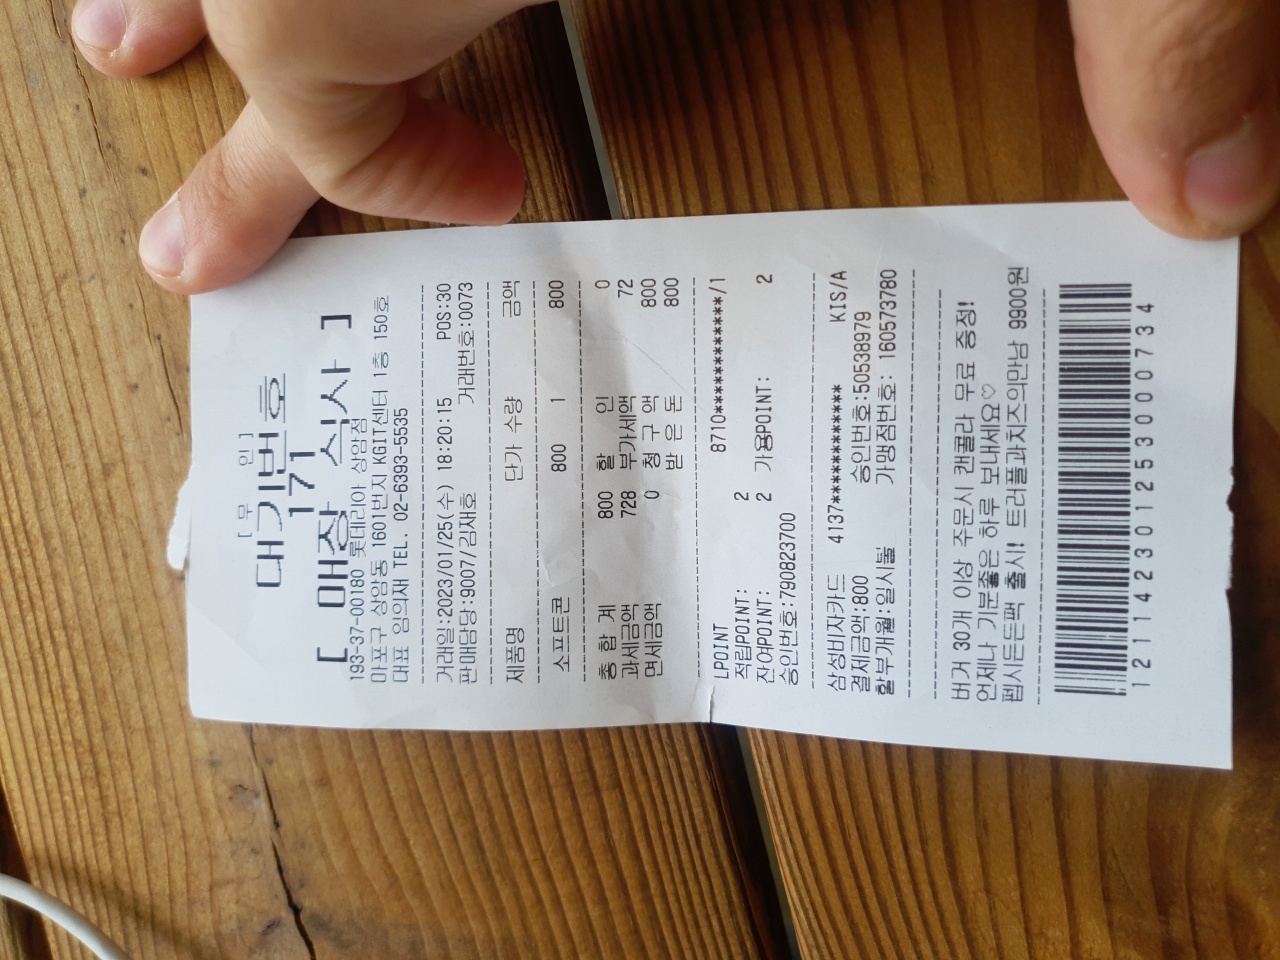 [ 무 인 ]
대기번호
171
[ 매장 식사 ]
193-37-00180 롯데리아 상암점
마포구 상암동 1601번지 KGIT센터 1층 150호
대표 임의재 TEL. 02-6393-5535
거래일:2023/01/25(수) 18:20:15 POS:30
판매담당:9007/김재호 거래번호:0073
제품명 단가 수량 금액
소프트콘 800 1 800
총 합 계 800 할 인 0
과세금액 728 부가세액 72
면세금액 0 청 구 액 800
받 은 돈 800
LPOINT 8710************/1
적립POINT: 2
잔여POINT: 2 가용POINT: 2
승인번호:790823700
삼성비자카드 4137************ KIS/A
결제금액:800 승인번호:50538979
할부개월:일시불 가맹점번호: 160573780
버거 30개 이상 주문시 캔콜라 무료 증정!
언제나 기분좋은 하루 보내세요♡
펩시든든팩 출시! 트러플과치즈의만남 9900원
1211423012530000734